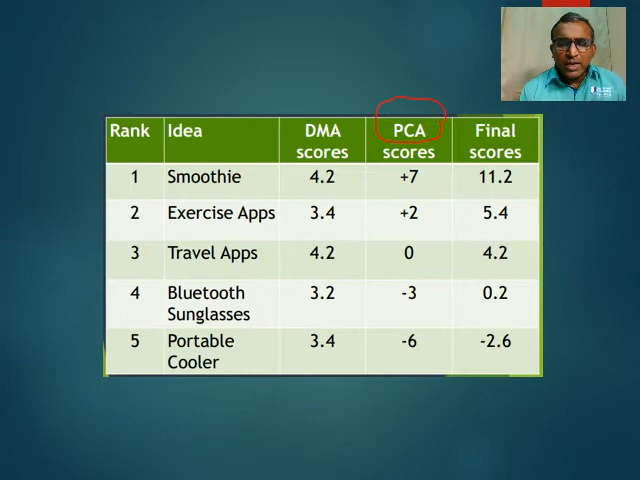 Rank Idea DMA scores PCA scores Final scores
1 Smoothie 4.2 +7 11.2
2 Exercise Apps 3.4 +2 5.4
3 Travel Apps 4.2 0 4.2
4 Bluetooth Sunglasses 3.2 -3 0.2
5 Portable Cooler 3.4 -6 -2.6